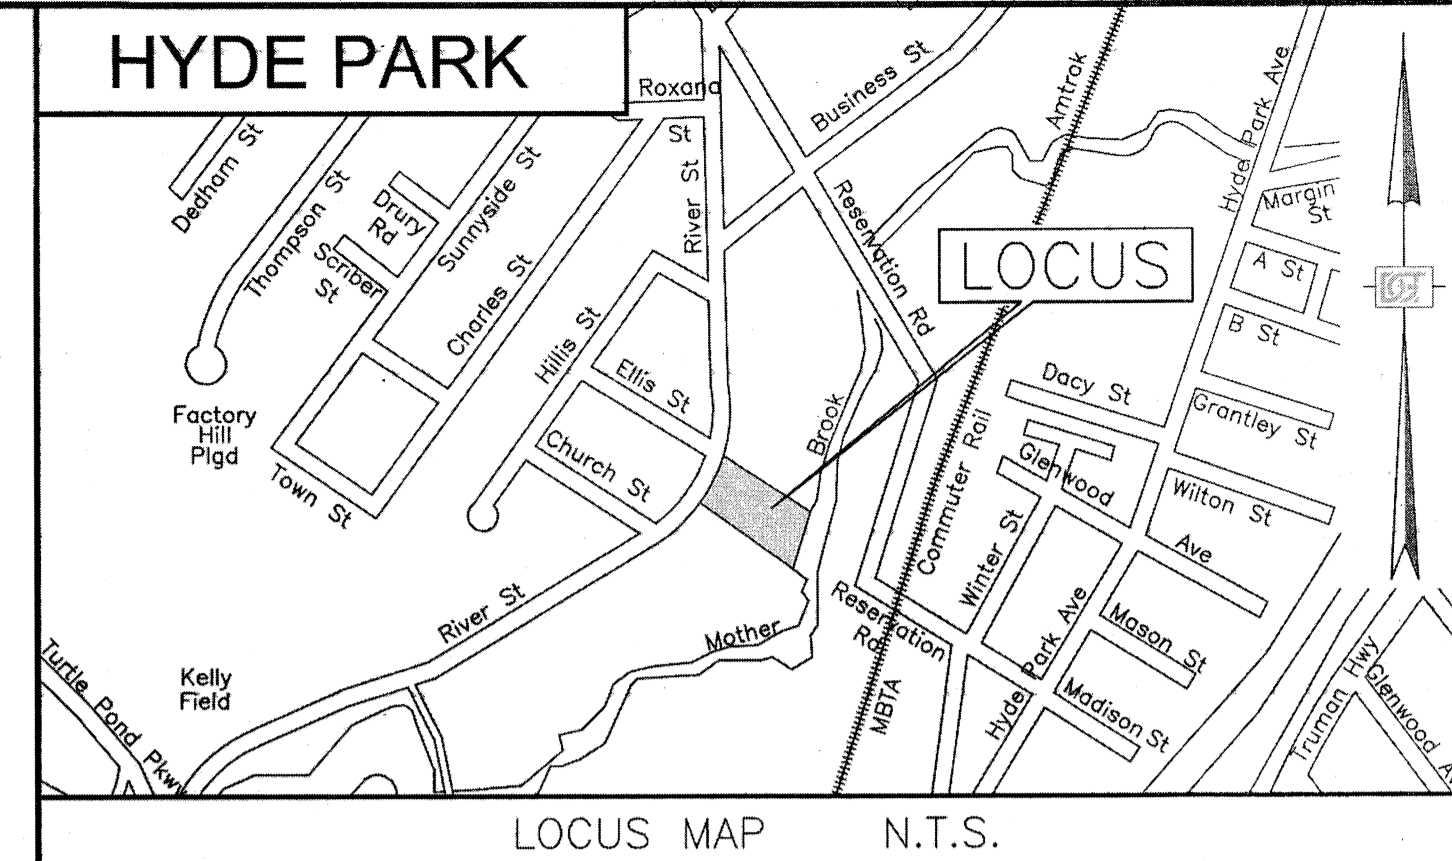 HYDE PARK
Roxana
St
Business St
Amtrak
Hyde Park Ave
Dedham St
Thompson St
Drury
Rd
Scriber
St
Sunnyside St
Charles St
River St
Reservation Rd
Margin
St
LOCUS
A St
B St
Hillis St
Ellis St
Church St
Brook
Dacy St
Grantley St
Factory
Hill
Plgd
Town St
Commuter Rail
Glenwood
Ave
Wilton St
Winter St
River St
Mother
Reservation
Rd
MBTA
Hyde Park Ave
Mason St
Madison St
Truman Hwy
Glenwood Av
Turtle Pond Pkwy
Kelly
Field
LOCUS MAP N.T.S.